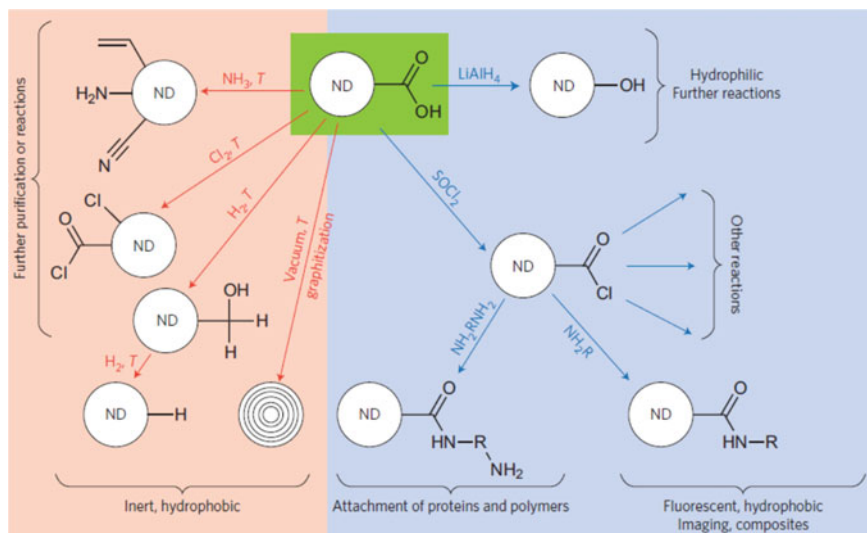 Further purification or reactions
H₂N
ND
N
NH₃, T
ND
O
OH
LiAlH₄
ND
OH
Hydrophilic
Further reactions
Cl₂, T
H₂, T
Vacuum, T
graphitization
SOCl₂
Cl
O
Cl
ND
ND
O
Cl
Other
reactions
ND
OH
H
H
H₂, T
NH₂RNH₂
NH₂R
ND
H
ND
O
HN
R
NH₂
ND
O
HN
R
Inert, hydrophobic
Attachment of proteins and polymers
Fluorescent, hydrophobic
Imaging, composites